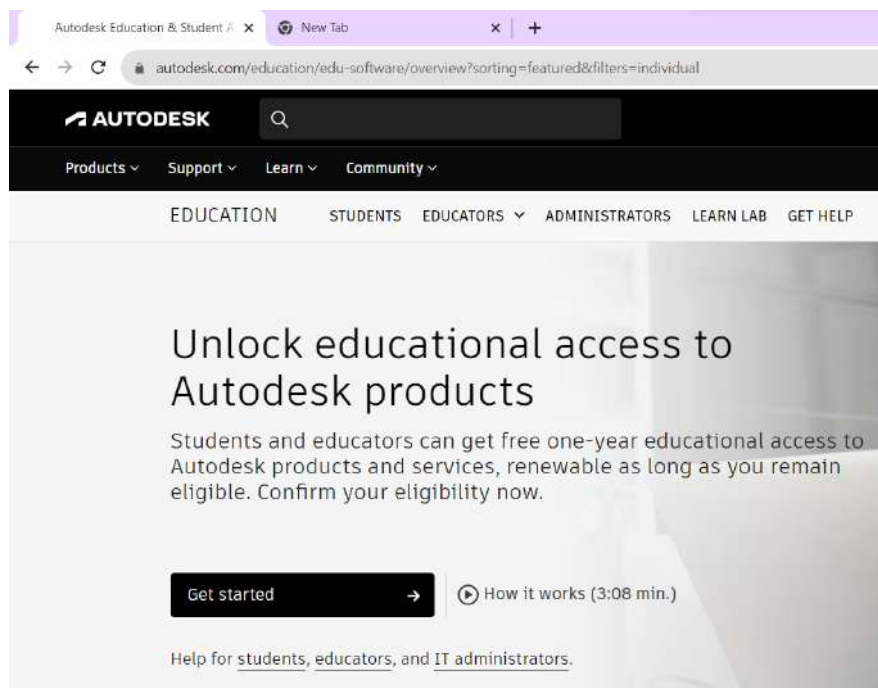 Autodesk Education & Student A
New Tab
autodesk.com/education/edu-software/overview?sorting=featured&filters=individual
AUTODESK
Products Support Learn Community
EDUCATION STUDENTS EDUCATORS ADMINISTRATORS LEARN LAB GET HELP
Unlock educational access to
Autodesk products
Students and educators can get free one-year educational access to
Autodesk products and services, renewable as long as you remain
eligible. Confirm your eligibility now.
Get started
How it works (3:08 min.)
Help for students, educators, and IT administrators.